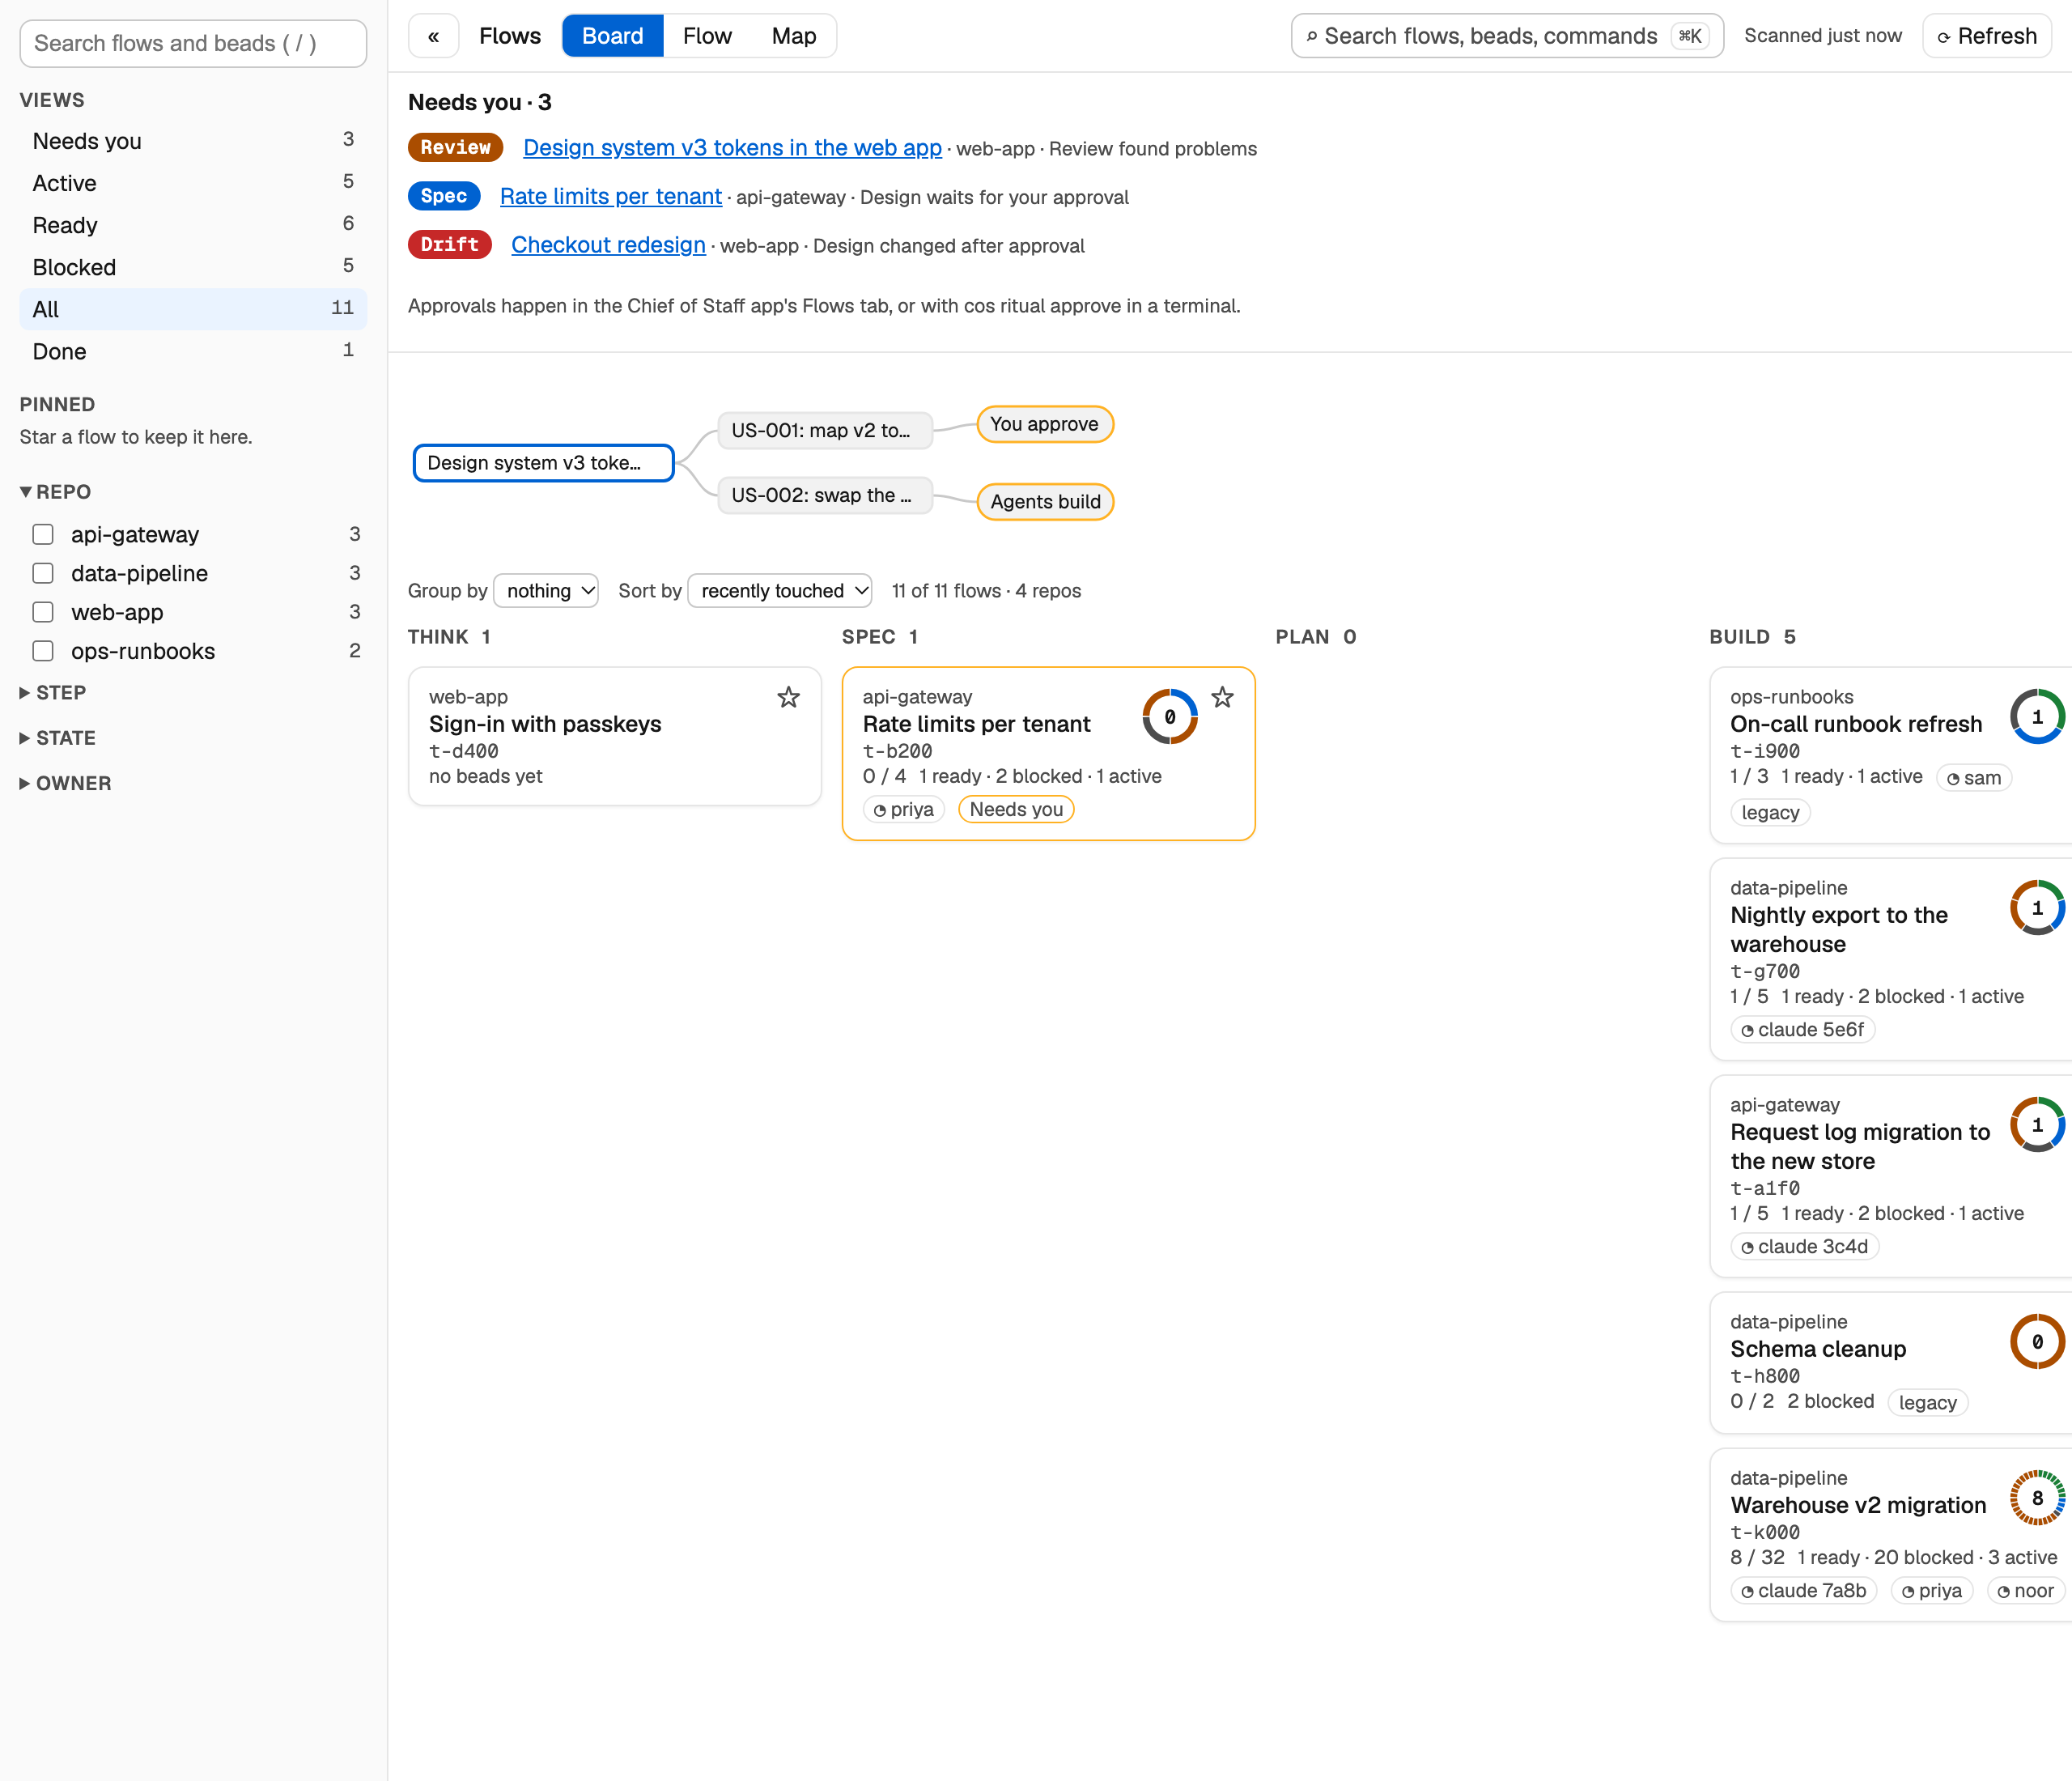 Search flows and beads ( / )
VIEWS
Needs you 3
Active 5
Ready 6
Blocked 5
All 11
Done 1
PINNED
Star a flow to keep it here.
▼ REPO
api-gateway 3
data-pipeline 3
web-app 3
ops-runbooks 2
▶ STEP
▶ STATE
▶ OWNER
« Flows Board Flow Map Search flows, beads, commands ⌘K Scanned just now ⟳ Refresh
Needs you · 3
Review Design system v3 tokens in the web app · web-app · Review found problems
Spec Rate limits per tenant · api-gateway · Design waits for your approval
Drift Checkout redesign · web-app · Design changed after approval
Approvals happen in the Chief of Staff app's Flows tab, or with cos ritual approve in a terminal.
Design system v3 toke...
US-001: map v2 to...
US-002: swap the ...
You approve
Agents build
Group by nothing Sort by recently touched 11 of 11 flows · 4 repos
THINK 1
web-app
Sign-in with passkeys
t-d400
no beads yet
SPEC 1
api-gateway
Rate limits per tenant
0
t-b200
0 / 4 1 ready · 2 blocked · 1 active
priya Needs you
PLAN 0
BUILD 5
ops-runbooks
On-call runbook refresh
1
t-i900
1 / 3 1 ready · 1 active sam
legacy
data-pipeline
Nightly export to the
warehouse
1
t-g700
1 / 5 1 ready · 2 blocked · 1 active
claude 5e6f
api-gateway
Request log migration to
the new store
1
t-a1f0
1 / 5 1 ready · 2 blocked · 1 active
claude 3c4d
data-pipeline
Schema cleanup
0
t-h800
0 / 2 2 blocked legacy
data-pipeline
Warehouse v2 migration
8
t-k000
8 / 32 1 ready · 20 blocked · 3 active
claude 7a8b priya noor